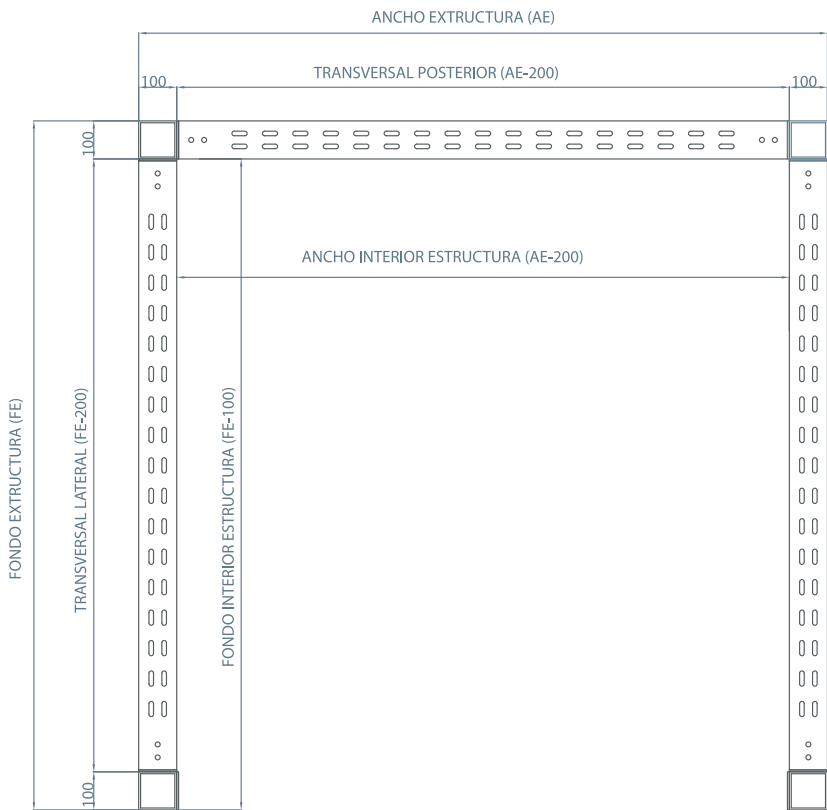 ANCHO EXTRUCTURA (AE)
100
TRANSVERSAL POSTERIOR (AE-200)
100
100
ANCHO INTERIOR ESTRUCTURA (AE-200)
FONDO EXTRUCTURA (FE)
TRANSVERSAL LATERAL (FE-200)
FONDO INTERIOR ESTRUCTURA (FE-100)
100